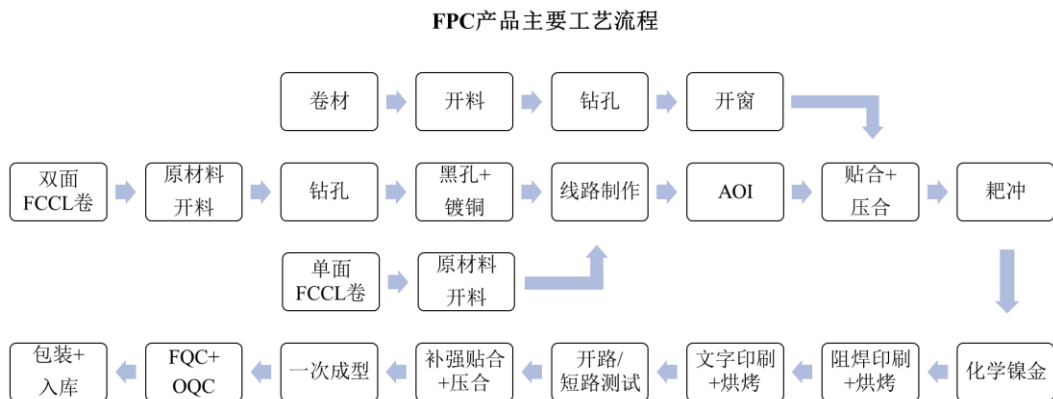 FPC产品主要工艺流程
卷材
开料
钻孔
开窗
双面
FCCL卷
原材料
开料
钻孔
黑孔+
镀铜
线路制作
AOI
贴合+
压合
耙冲
单面
FCCL卷
原材料
开料
包装+
入库
FQC+
OQC
一次成型
补强贴合
+压合
开路/
短路测试
文字印刷
+烘烤
阻焊印刷
+烘烤
化学镍金